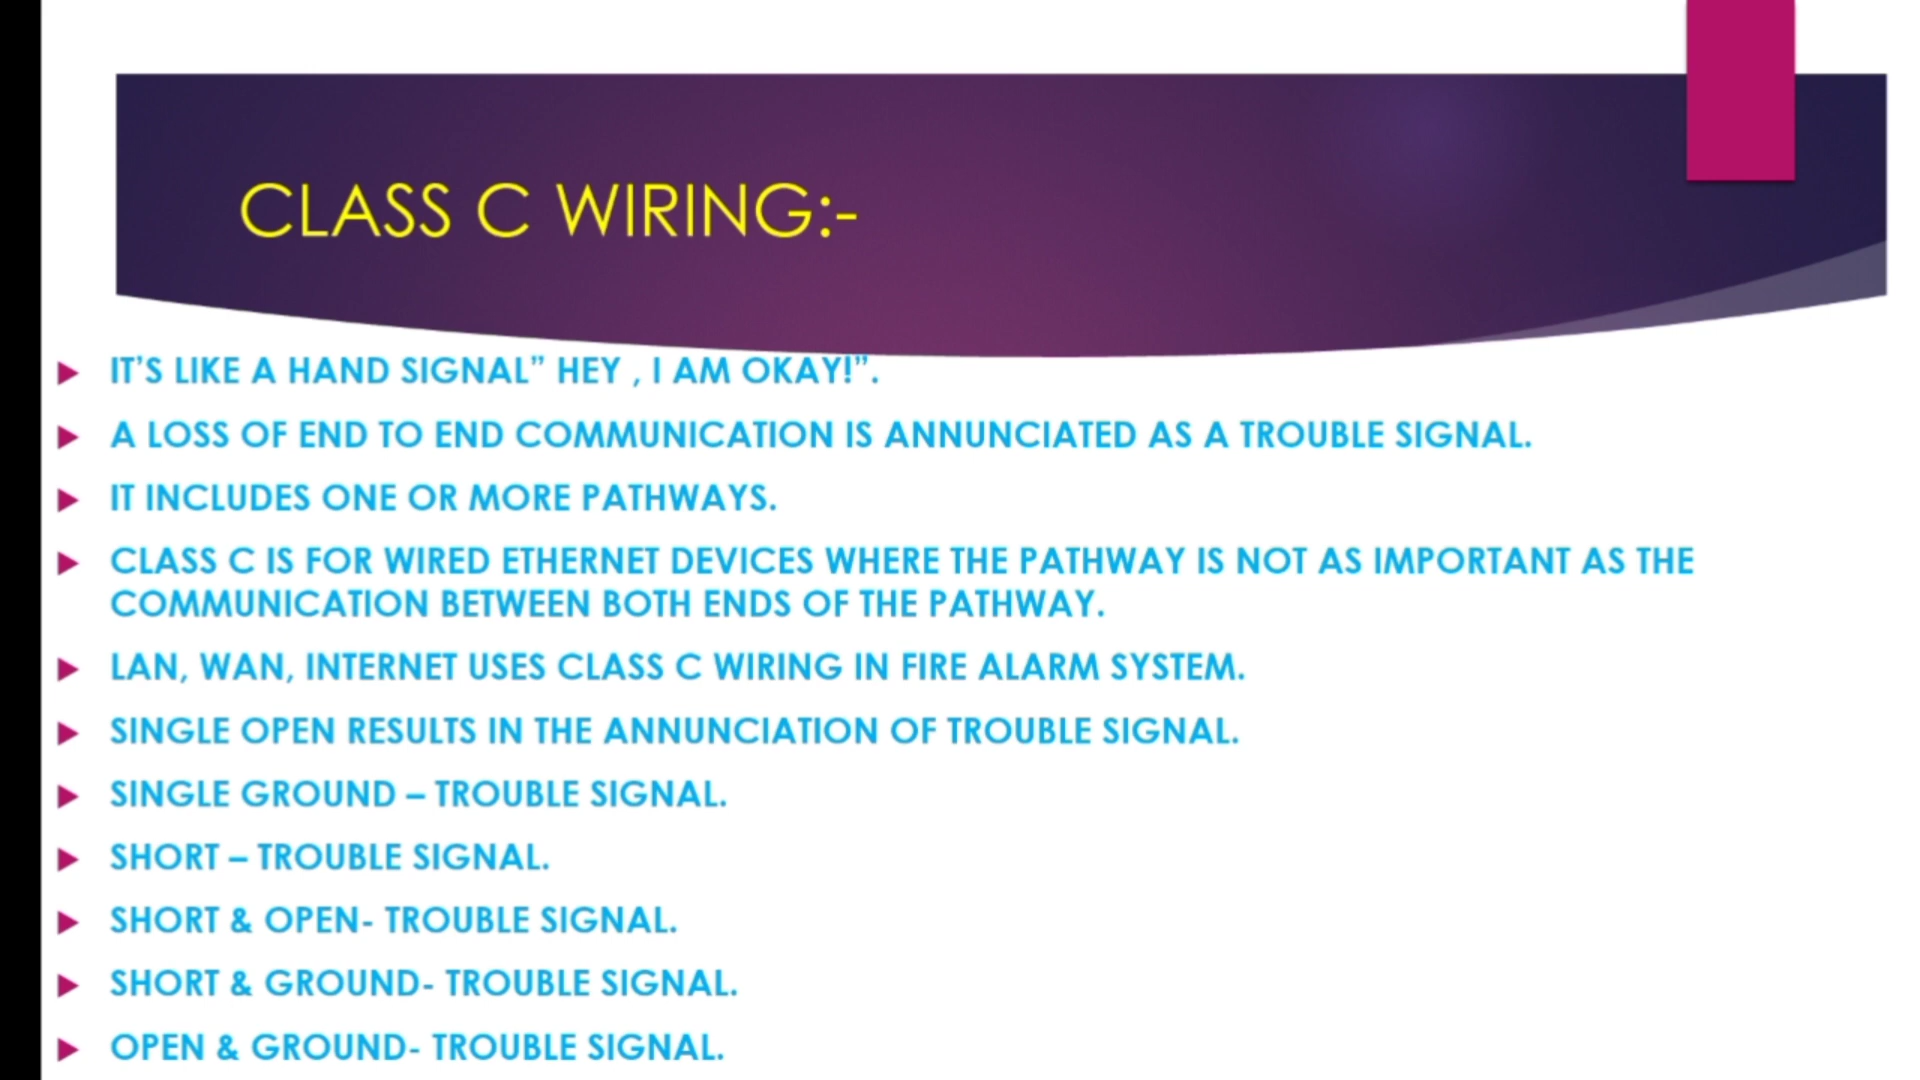 CLASS C WIRING:-
IT’S LIKE A HAND SIGNAL” HEY , I AM OKAY!”.
A LOSS OF END TO END COMMUNICATION IS ANNUNCIATED AS A TROUBLE SIGNAL.
IT INCLUDES ONE OR MORE PATHWAYS.
CLASS C IS FOR WIRED ETHERNET DEVICES WHERE THE PATHWAY IS NOT AS IMPORTANT AS THE
COMMUNICATION BETWEEN BOTH ENDS OF THE PATHWAY.
LAN, WAN, INTERNET USES CLASS C WIRING IN FIRE ALARM SYSTEM.
SINGLE OPEN RESULTS IN THE ANNUNCIATION OF TROUBLE SIGNAL.
SINGLE GROUND – TROUBLE SIGNAL.
SHORT – TROUBLE SIGNAL.
SHORT & OPEN- TROUBLE SIGNAL.
SHORT & GROUND- TROUBLE SIGNAL.
OPEN & GROUND- TROUBLE SIGNAL.